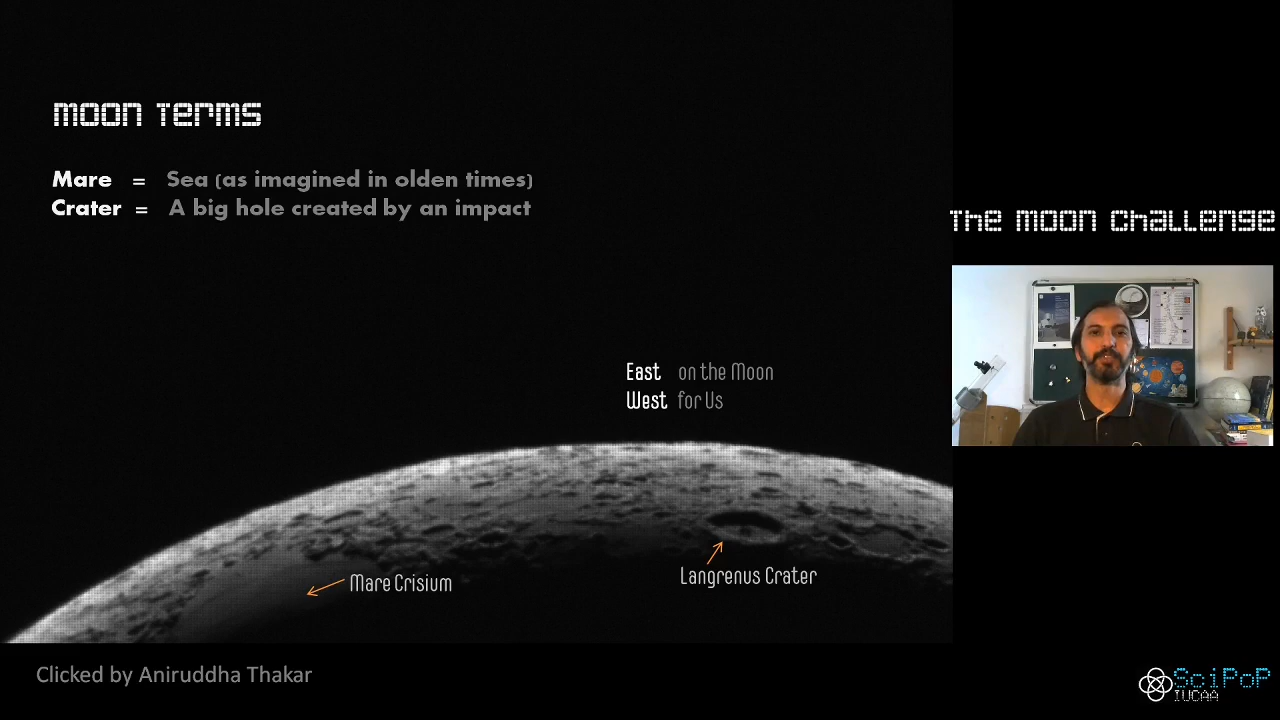 moon Terms
Mare = Sea (as imagined in olden times)
Crater = A big hole created by an impact
The moon challenge
East on the Moon
West for Us
Mare Crisium
Langrenus Crater
Clicked by Aniruddha Thakar
SciPoP
IUCAA